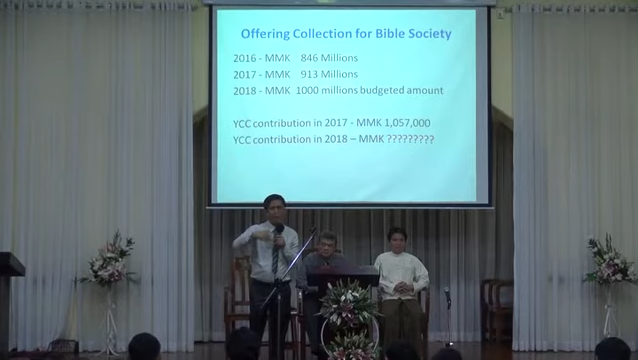 Offering Collection for Bible Society
2016 - MMK 846 Millions
2017 - MMK 913 Millions
2018 - MMK 1000 millions budgeted amount
YCC contribution in 2017 - MMK 1,057,000
YCC contribution in 2018 – MMK ?????????